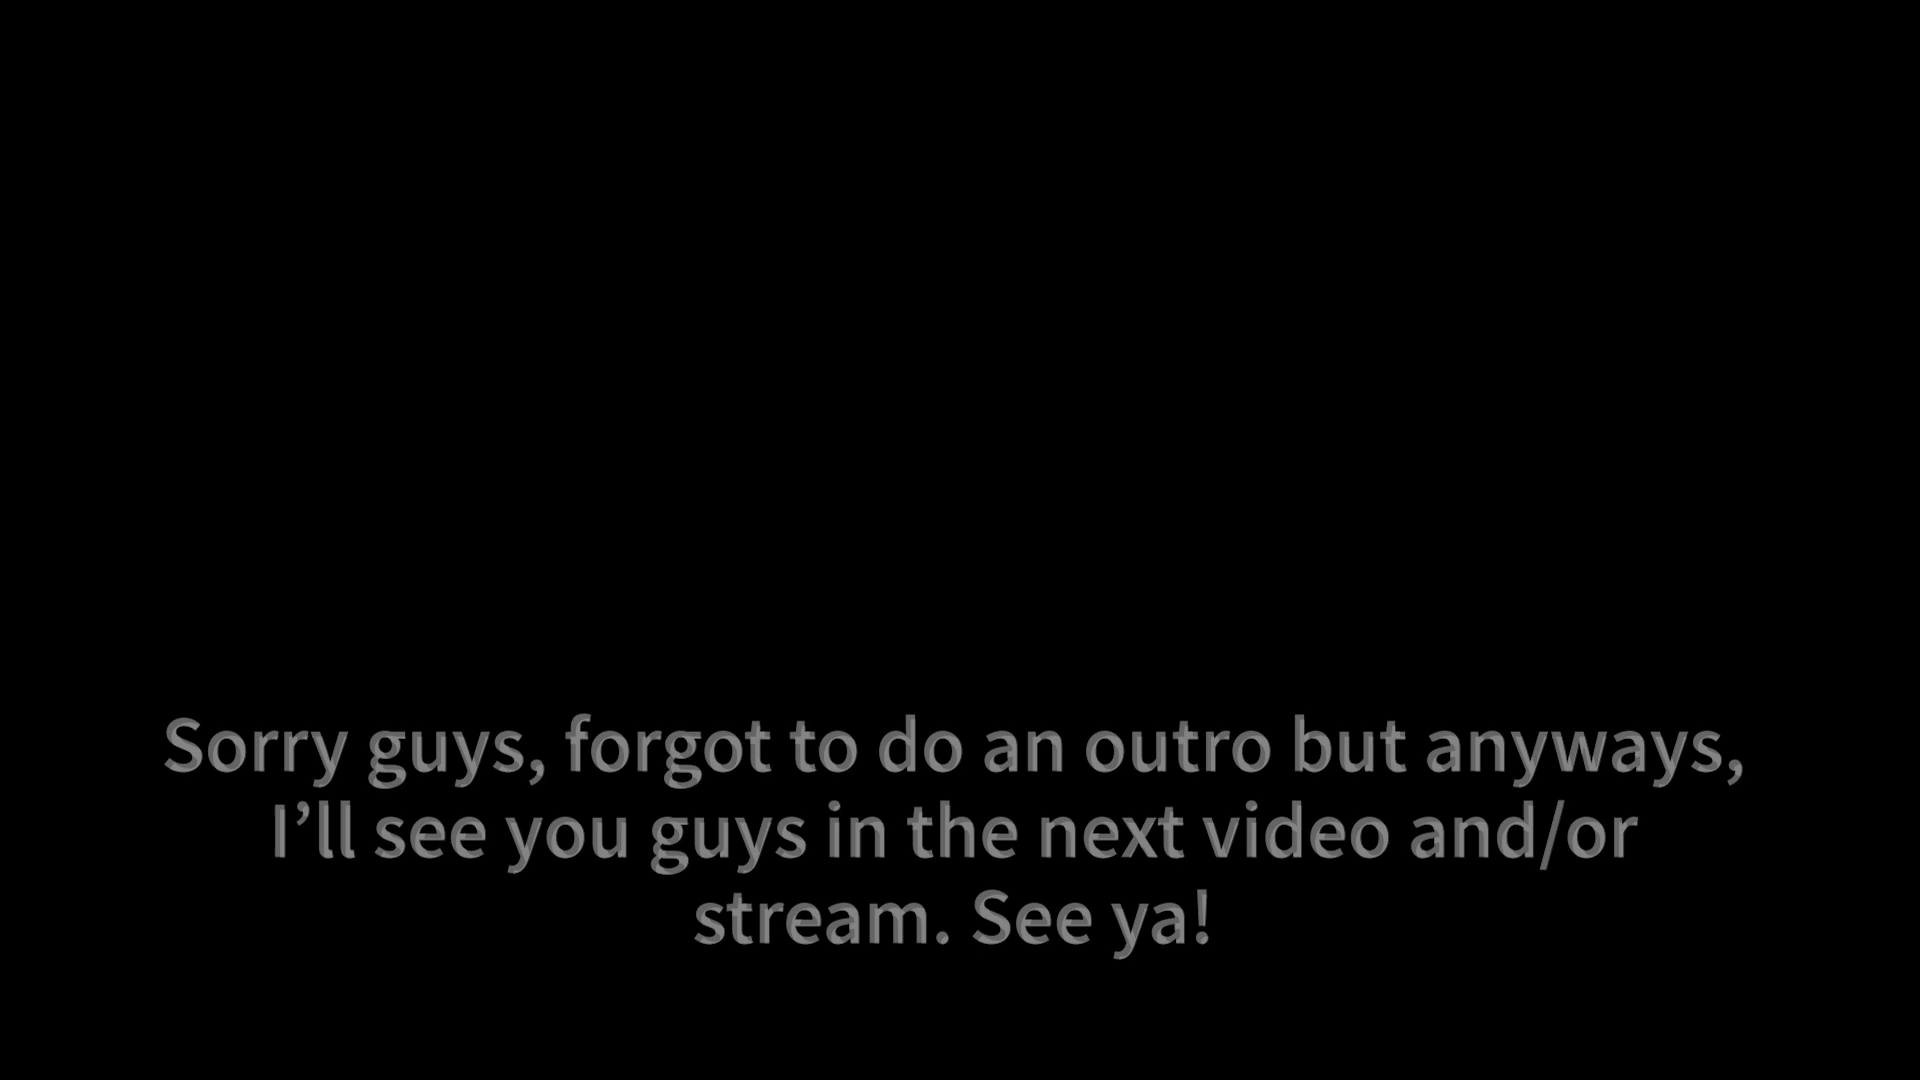 Sorry guys, forgot to do an outro but anyways,
I’ll see you guys in the next video and/or
stream. See ya!